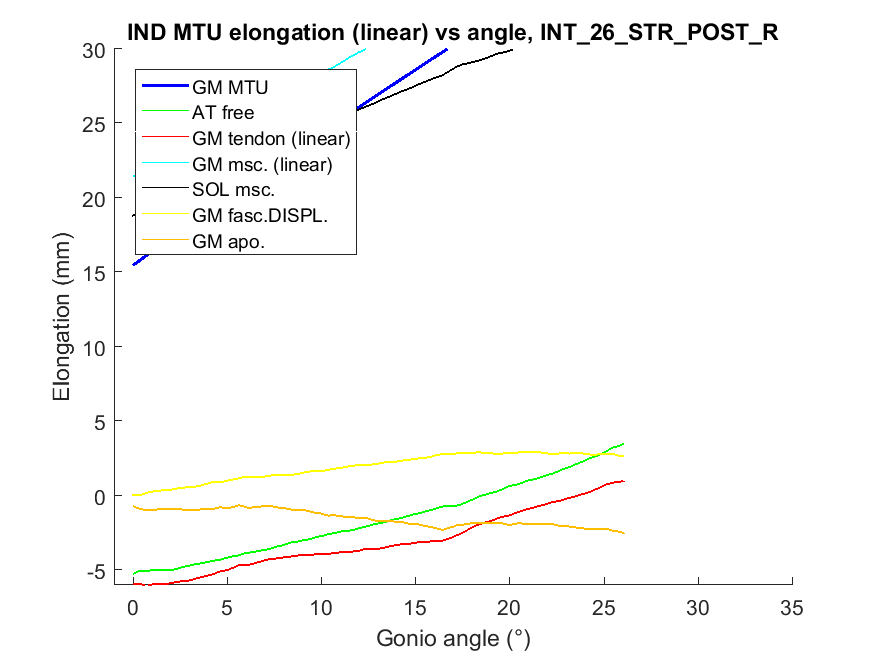 IND MTU elongation (linear) vs angle, INT_26_STR_POST_R
30
25
20
15
10
5
0
-5
Elongation (mm)
GM MTU
AT free
GM tendon (linear)
GM msc. (linear)
SOL msc.
GM fasc.DISPL.
GM apo.
0 5 10 15 20 25 30 35
Gonio angle (°)